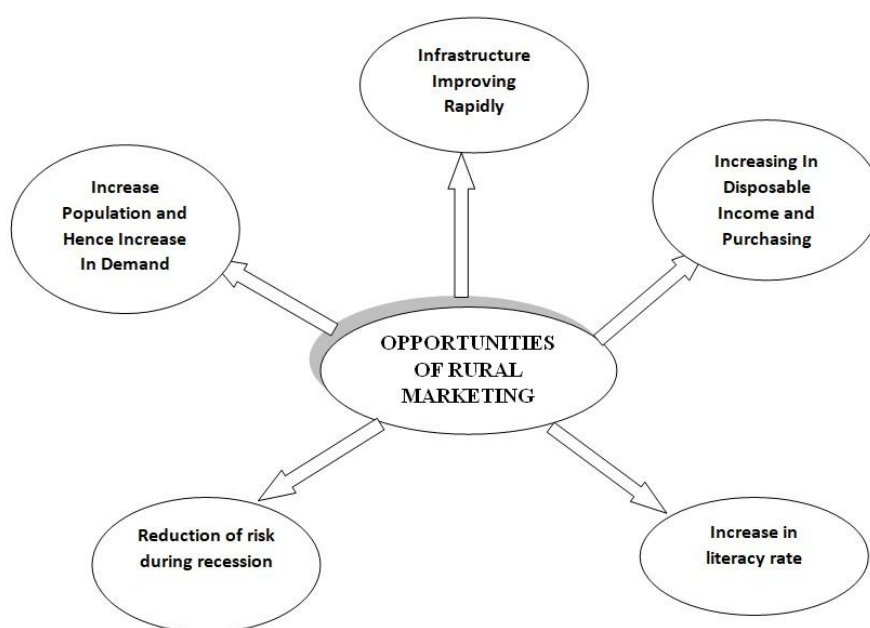 Infrastructure
Improving
Rapidly
Increasing In
Disposable
Income and
Purchasing
Increase
Population and
Hence Increase
In Demand
OPPORTUNITIES
OF RURAL
MARKETING
Reduction of risk
during recession
Increase in
literacy rate